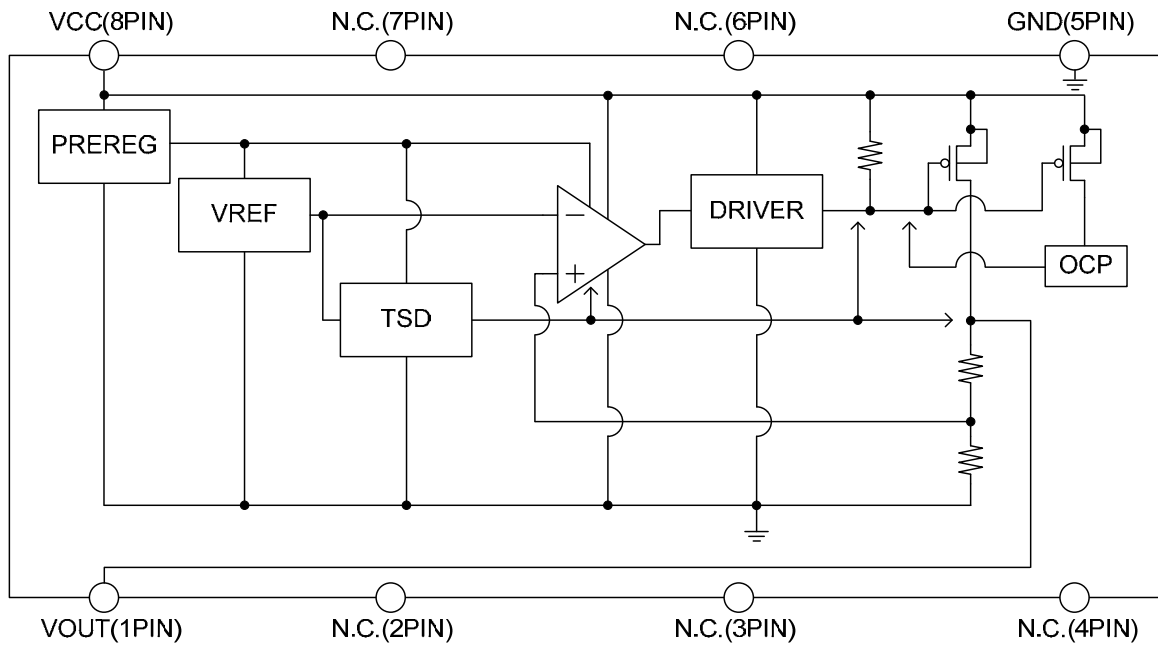 VCC(8PIN) N.C.(7PIN) N.C.(6PIN) GND(5PIN)
PREREG
VREF
DRIVER
−
+
OCP
TSD
VOUT(1PIN) N.C.(2PIN) N.C.(3PIN) N.C.(4PIN)